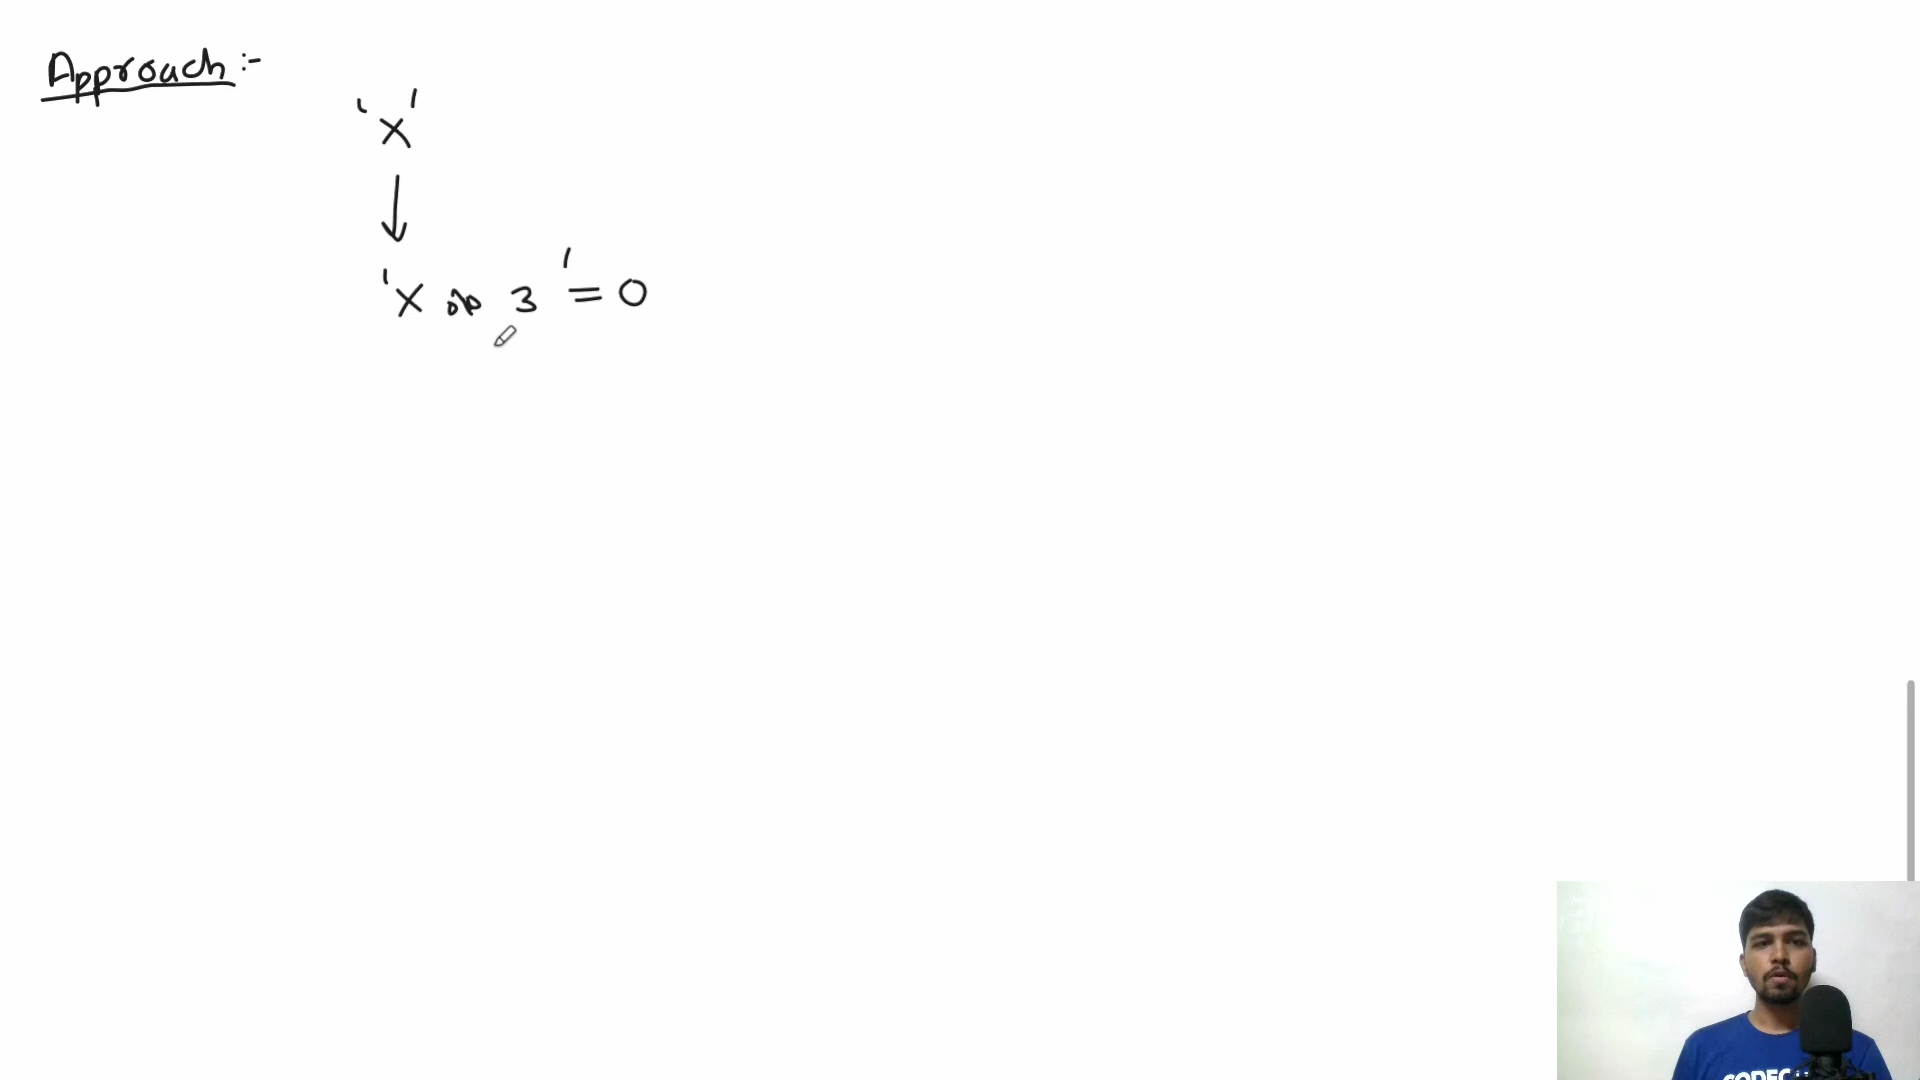 Approach :-
'X'
↓
'X % 3' = 0